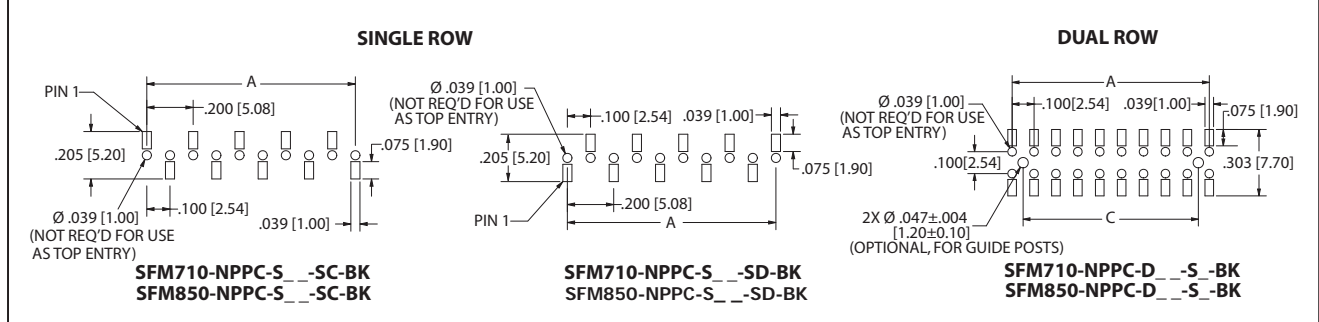 SINGLE ROW
PIN 1
A
.200 [5.08]
.205 [5.20]
.075 [1.90]
Ø .039 [1.00]
(NOT REQ'D FOR USE
AS TOP ENTRY)
.100 [2.54]
.039 [1.00]
SFM710-NPPC-S_ _-SC-BK
SFM850-NPPC-S_ _-SC-BK
Ø .039 [1.00]
(NOT REQ'D FOR USE
AS TOP ENTRY)
.100 [2.54]
.039 [1.00]
.205 [5.20]
.075 [1.90]
PIN 1
.200 [5.08]
A
SFM710-NPPC-S_ _-SD-BK
SFM850-NPPC-S_ _-SD-BK
DUAL ROW
A
Ø .039 [1.00]
(NOT REQ'D FOR USE
AS TOP ENTRY)
.100[2.54]
.039[1.00]
.075 [1.90]
.100[2.54]
.303 [7.70]
2X Ø .047±.004
[1.20±0.10]
(OPTIONAL, FOR GUIDE POSTS)
C
SFM710-NPPC-D_ _-S_-BK
SFM850-NPPC-D_ _-S_-BK